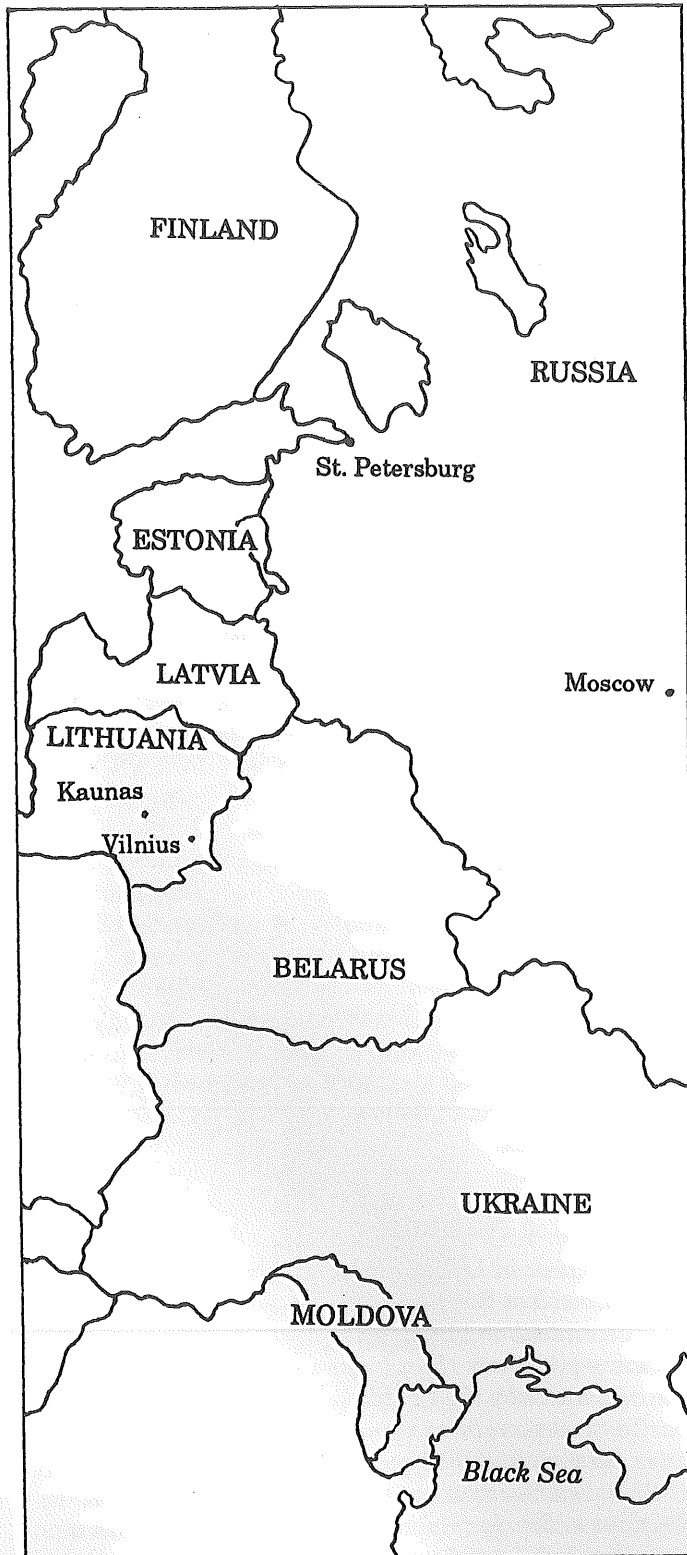 FINLAND
RUSSIA
St. Petersburg
ESTONIA
LATVIA
Moscow
LITHUANIA
Kaunas
Vilnius
BELARUS
UKRAINE
MOLDOVA
Black Sea